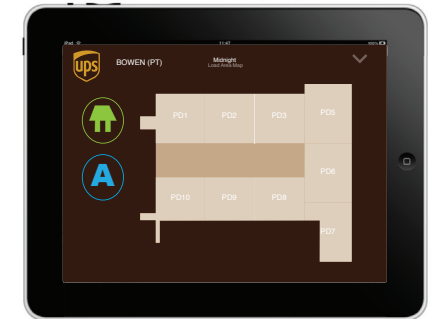 iPad
11:47
100%
ups
BOWEN (PT)
Midnight
Load Area Map
A
PD1
PD2
PD3
PD5
PD6
PD10
PD9
PD8
PD7